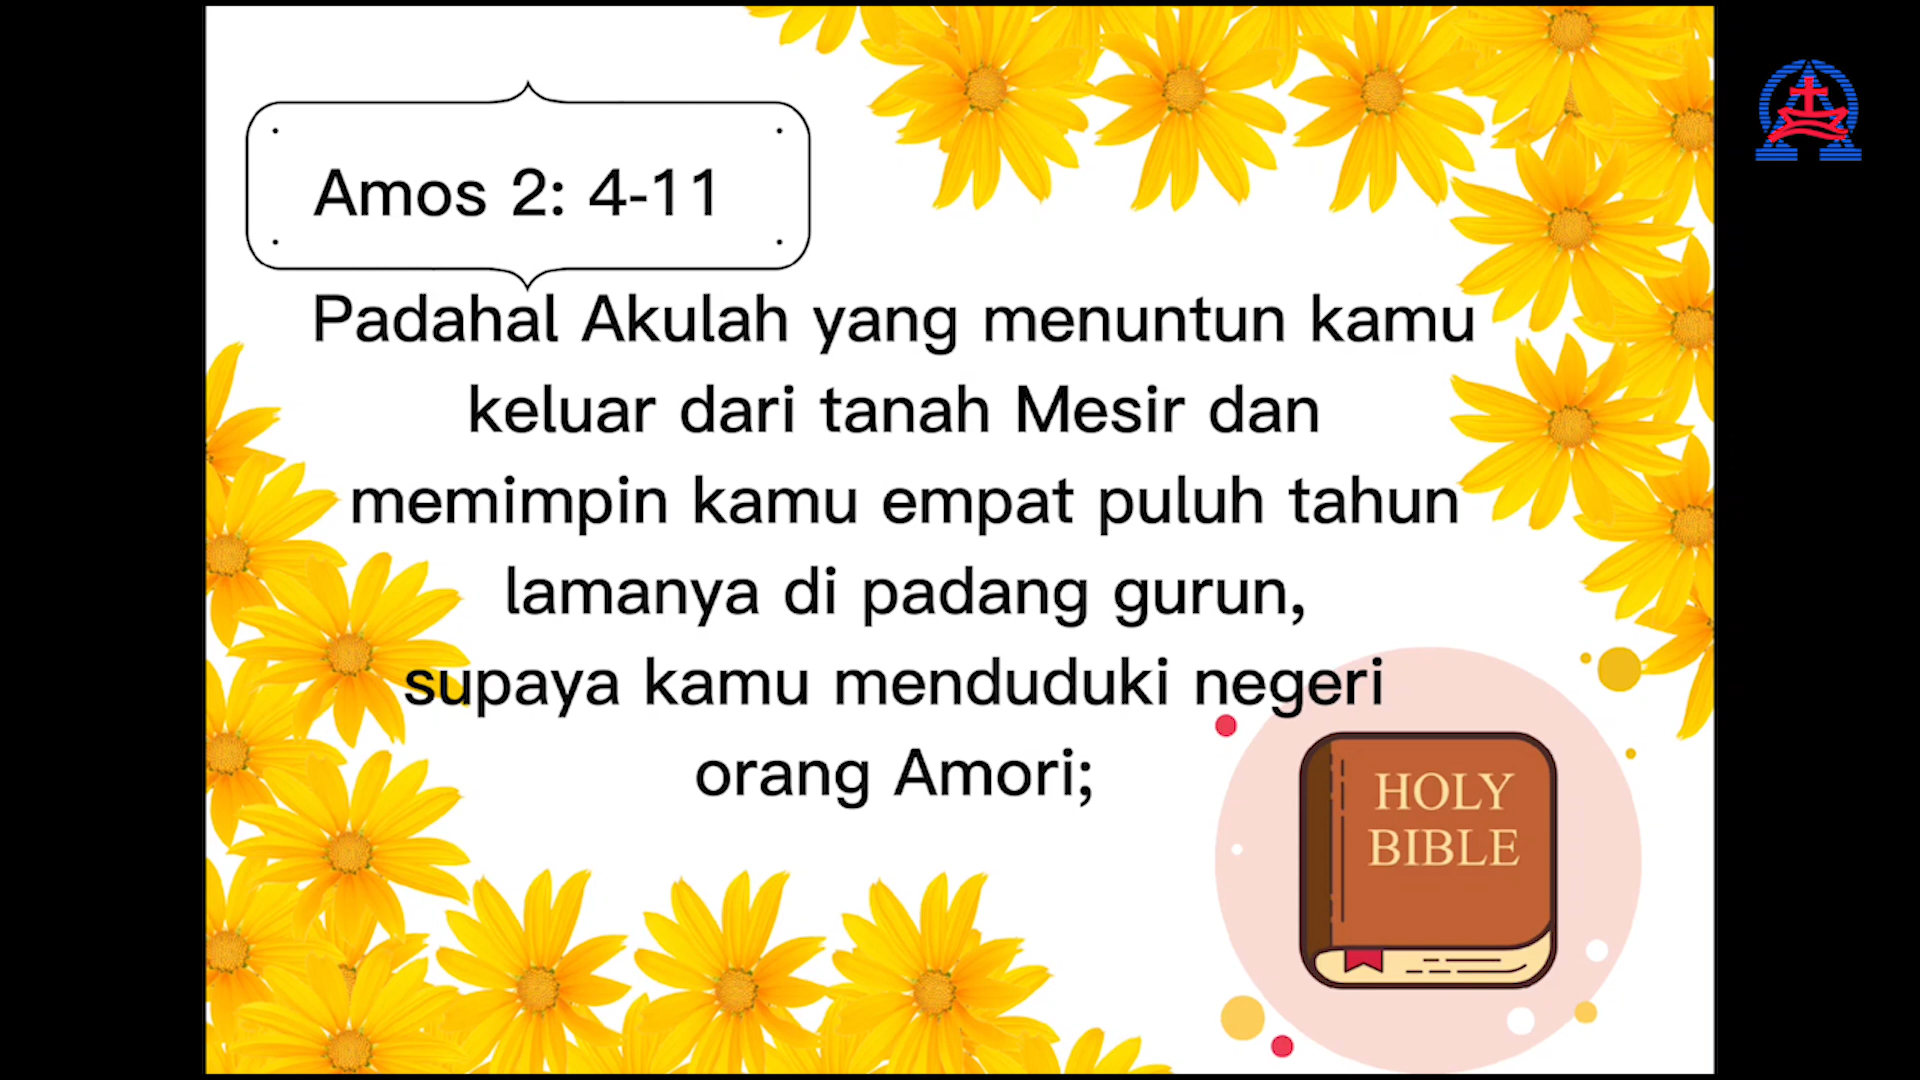 Amos 2: 4-11
Padahal Akulah yang menuntun kamu
keluar dari tanah Mesir dan
memimpin kamu empat puluh tahun
lamanya di padang gurun,
supaya kamu menduduki negeri
orang Amori;
HOLY
BIBLE